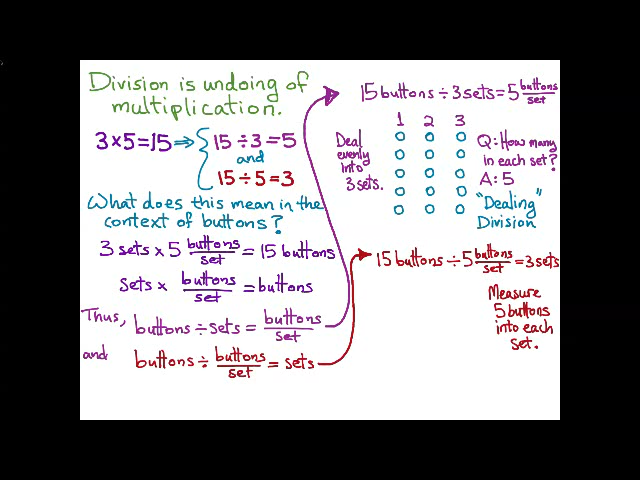 Division is undoing of
multiplication.
3×5=15 ⇒ { 15 ÷ 3 = 5
and
15 ÷ 5 = 3
What does this mean in the
context of buttons?
3 sets × 5 buttons/set = 15 buttons
sets × buttons/set = buttons
Thus, buttons ÷ sets = buttons/set
and buttons ÷ buttons/set = sets
15 buttons ÷ 3 sets = 5 buttons/set
1 2 3
Deal
evenly
into
3 sets.
Q: How many
in each set?
A: 5
"Dealing"
Division
15 buttons ÷ 5 buttons/set = 3 sets
Measure
5 buttons
into each
set.